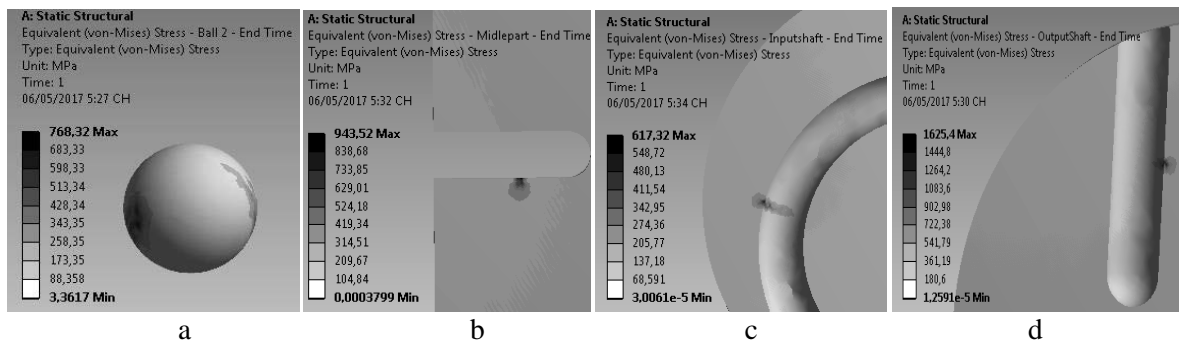 A: Static Structural
Equivalent (von-Mises) Stress - Ball 2 - End Time
Type: Equivalent (von-Mises) Stress
Unit: MPa
Time: 1
06/05/2017 5:27 CH
768,32 Max
683,33
598,33
513,34
428,34
343,35
258,35
173,35
88,358
3,3617 Min
a
A: Static Structural
Equivalent (von-Mises) Stress - Midlepart - End Time
Type: Equivalent (von-Mises) Stress
Unit: MPa
Time: 1
06/05/2017 5:32 CH
943,52 Max
838,68
733,85
629,01
524,18
419,34
314,51
209,67
104,84
0,0003799 Min
b
A: Static Structural
Equivalent (von-Mises) Stress - Inputshaft - End Time
Type: Equivalent (von-Mises) Stress
Unit: MPa
Time: 1
06/05/2017 5:34 CH
617,32 Max
548,72
480,13
411,54
342,95
274,36
205,77
137,18
68,591
3,0061e-5 Min
c
A: Static Structural
Equivalent (von-Mises) Stress - OutputShaft - End Time
Type: Equivalent (von-Mises) Stress
Unit: MPa
Time: 1
06/05/2017 5:30 CH
1625,4 Max
1444,8
1264,2
1083,6
902,98
722,38
541,79
361,19
180,6
1,2591e-5 Min
d